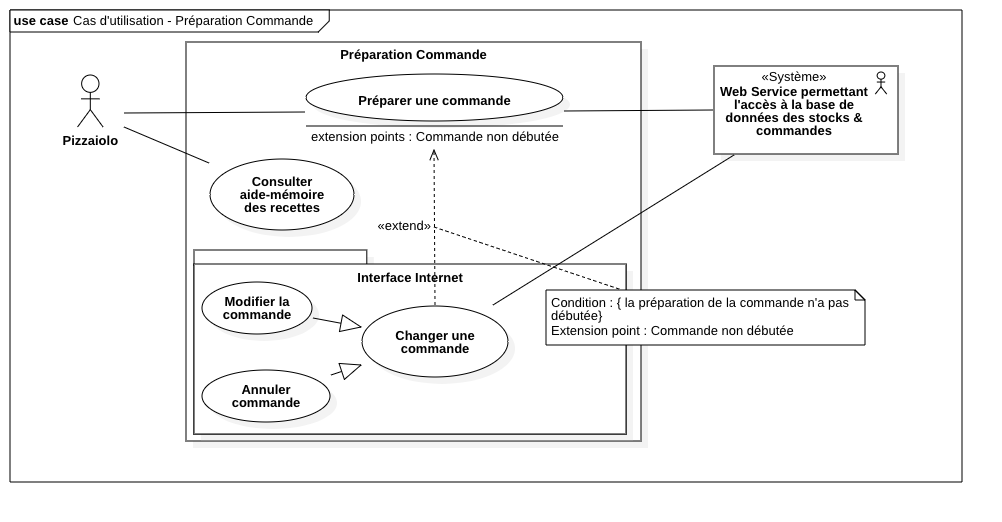 use case Cas d'utilisation - Préparation Commande
Préparation Commande
Préparer une commande
extension points : Commande non débutée
«Système»
Web Service permettant
l'accès à la base de
données des stocks &
commandes
Pizzaiolo
Consulter
aide-mémoire
des recettes
«extend»
Interface Internet
Modifier la
commande
Changer une
commande
Annuler
commande
Condition : { la préparation de la commande n'a pas
débutée}
Extension point : Commande non débutée